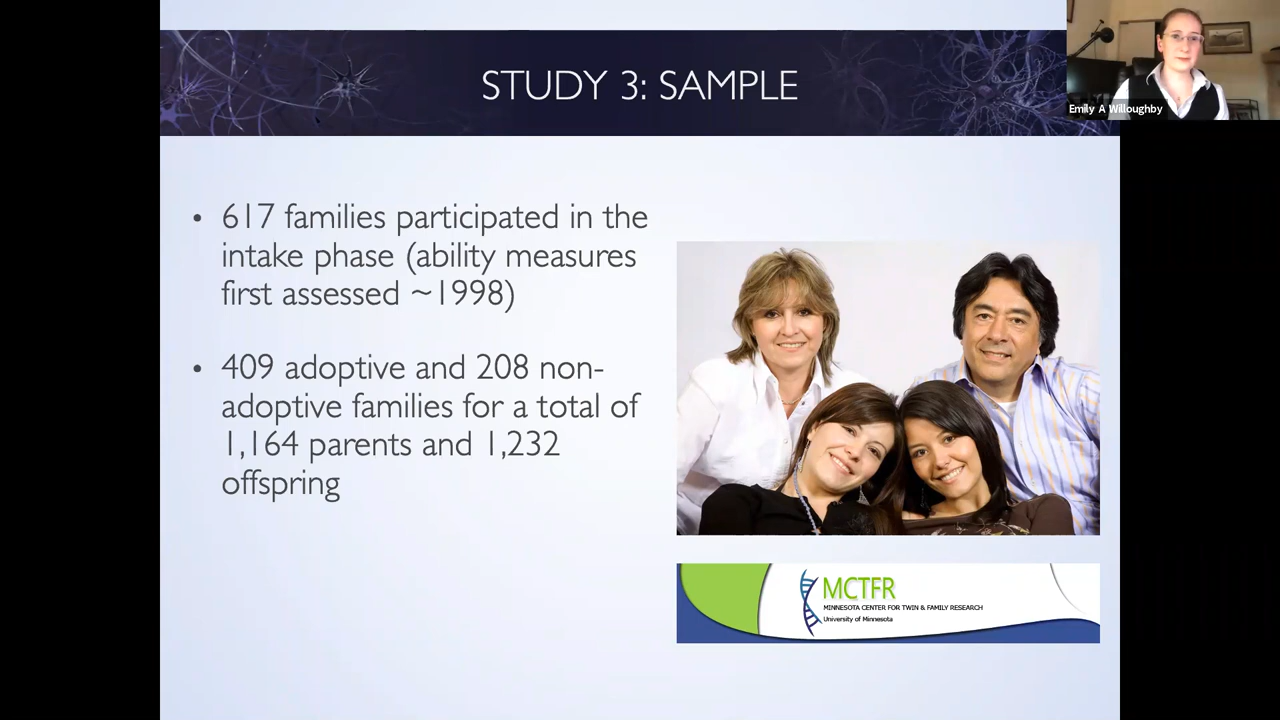 STUDY 3: SAMPLE
Emily A Willoughby
• 617 families participated in the
intake phase (ability measures
first assessed ~1998)
• 409 adoptive and 208 non-
adoptive families for a total of
1,164 parents and 1,232
offspring
MCTFR
MINNESOTA CENTER FOR TWIN & FAMILY RESEARCH
University of Minnesota